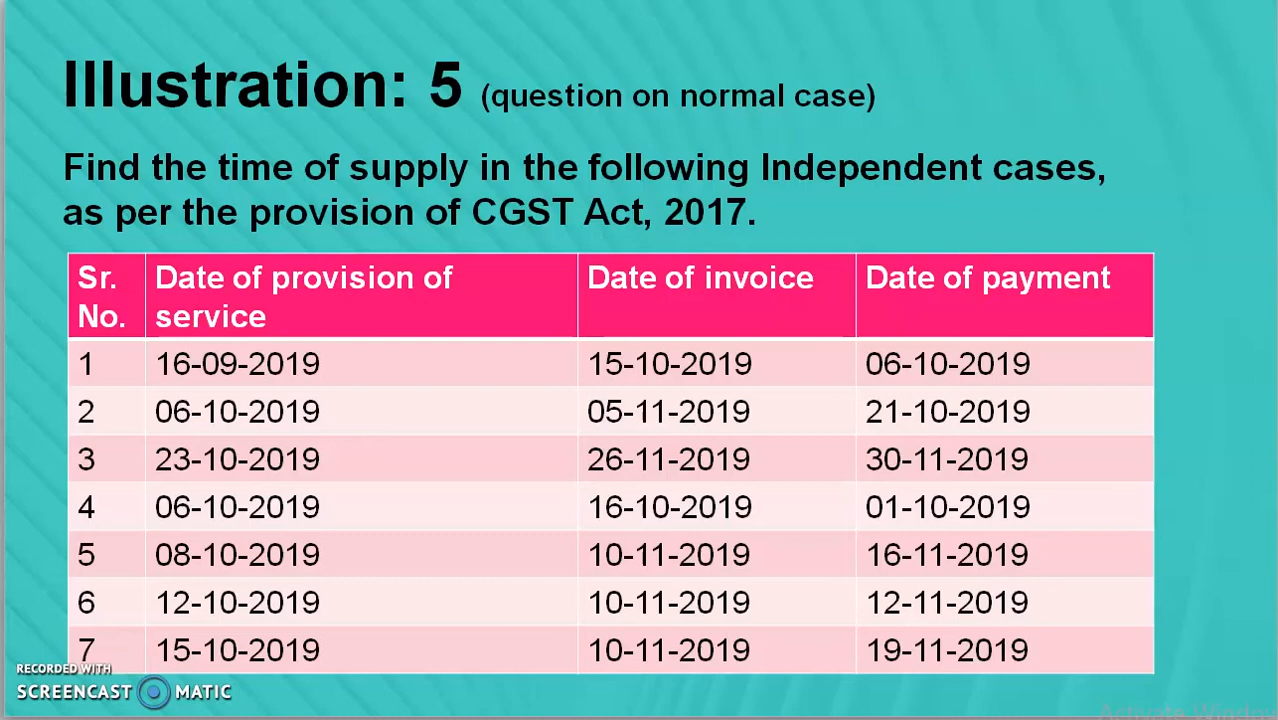 Illustration: 5 (question on normal case)
Find the time of supply in the following Independent cases,
as per the provision of CGST Act, 2017.
Sr. No. Date of provision of service Date of invoice Date of payment
1 16-09-2019 15-10-2019 06-10-2019
2 06-10-2019 05-11-2019 21-10-2019
3 23-10-2019 26-11-2019 30-11-2019
4 06-10-2019 16-10-2019 01-10-2019
5 08-10-2019 10-11-2019 16-11-2019
6 12-10-2019 10-11-2019 12-11-2019
7 15-10-2019 10-11-2019 19-11-2019
RECORDED WITH
SCREENCAST MATIC
Activate Window